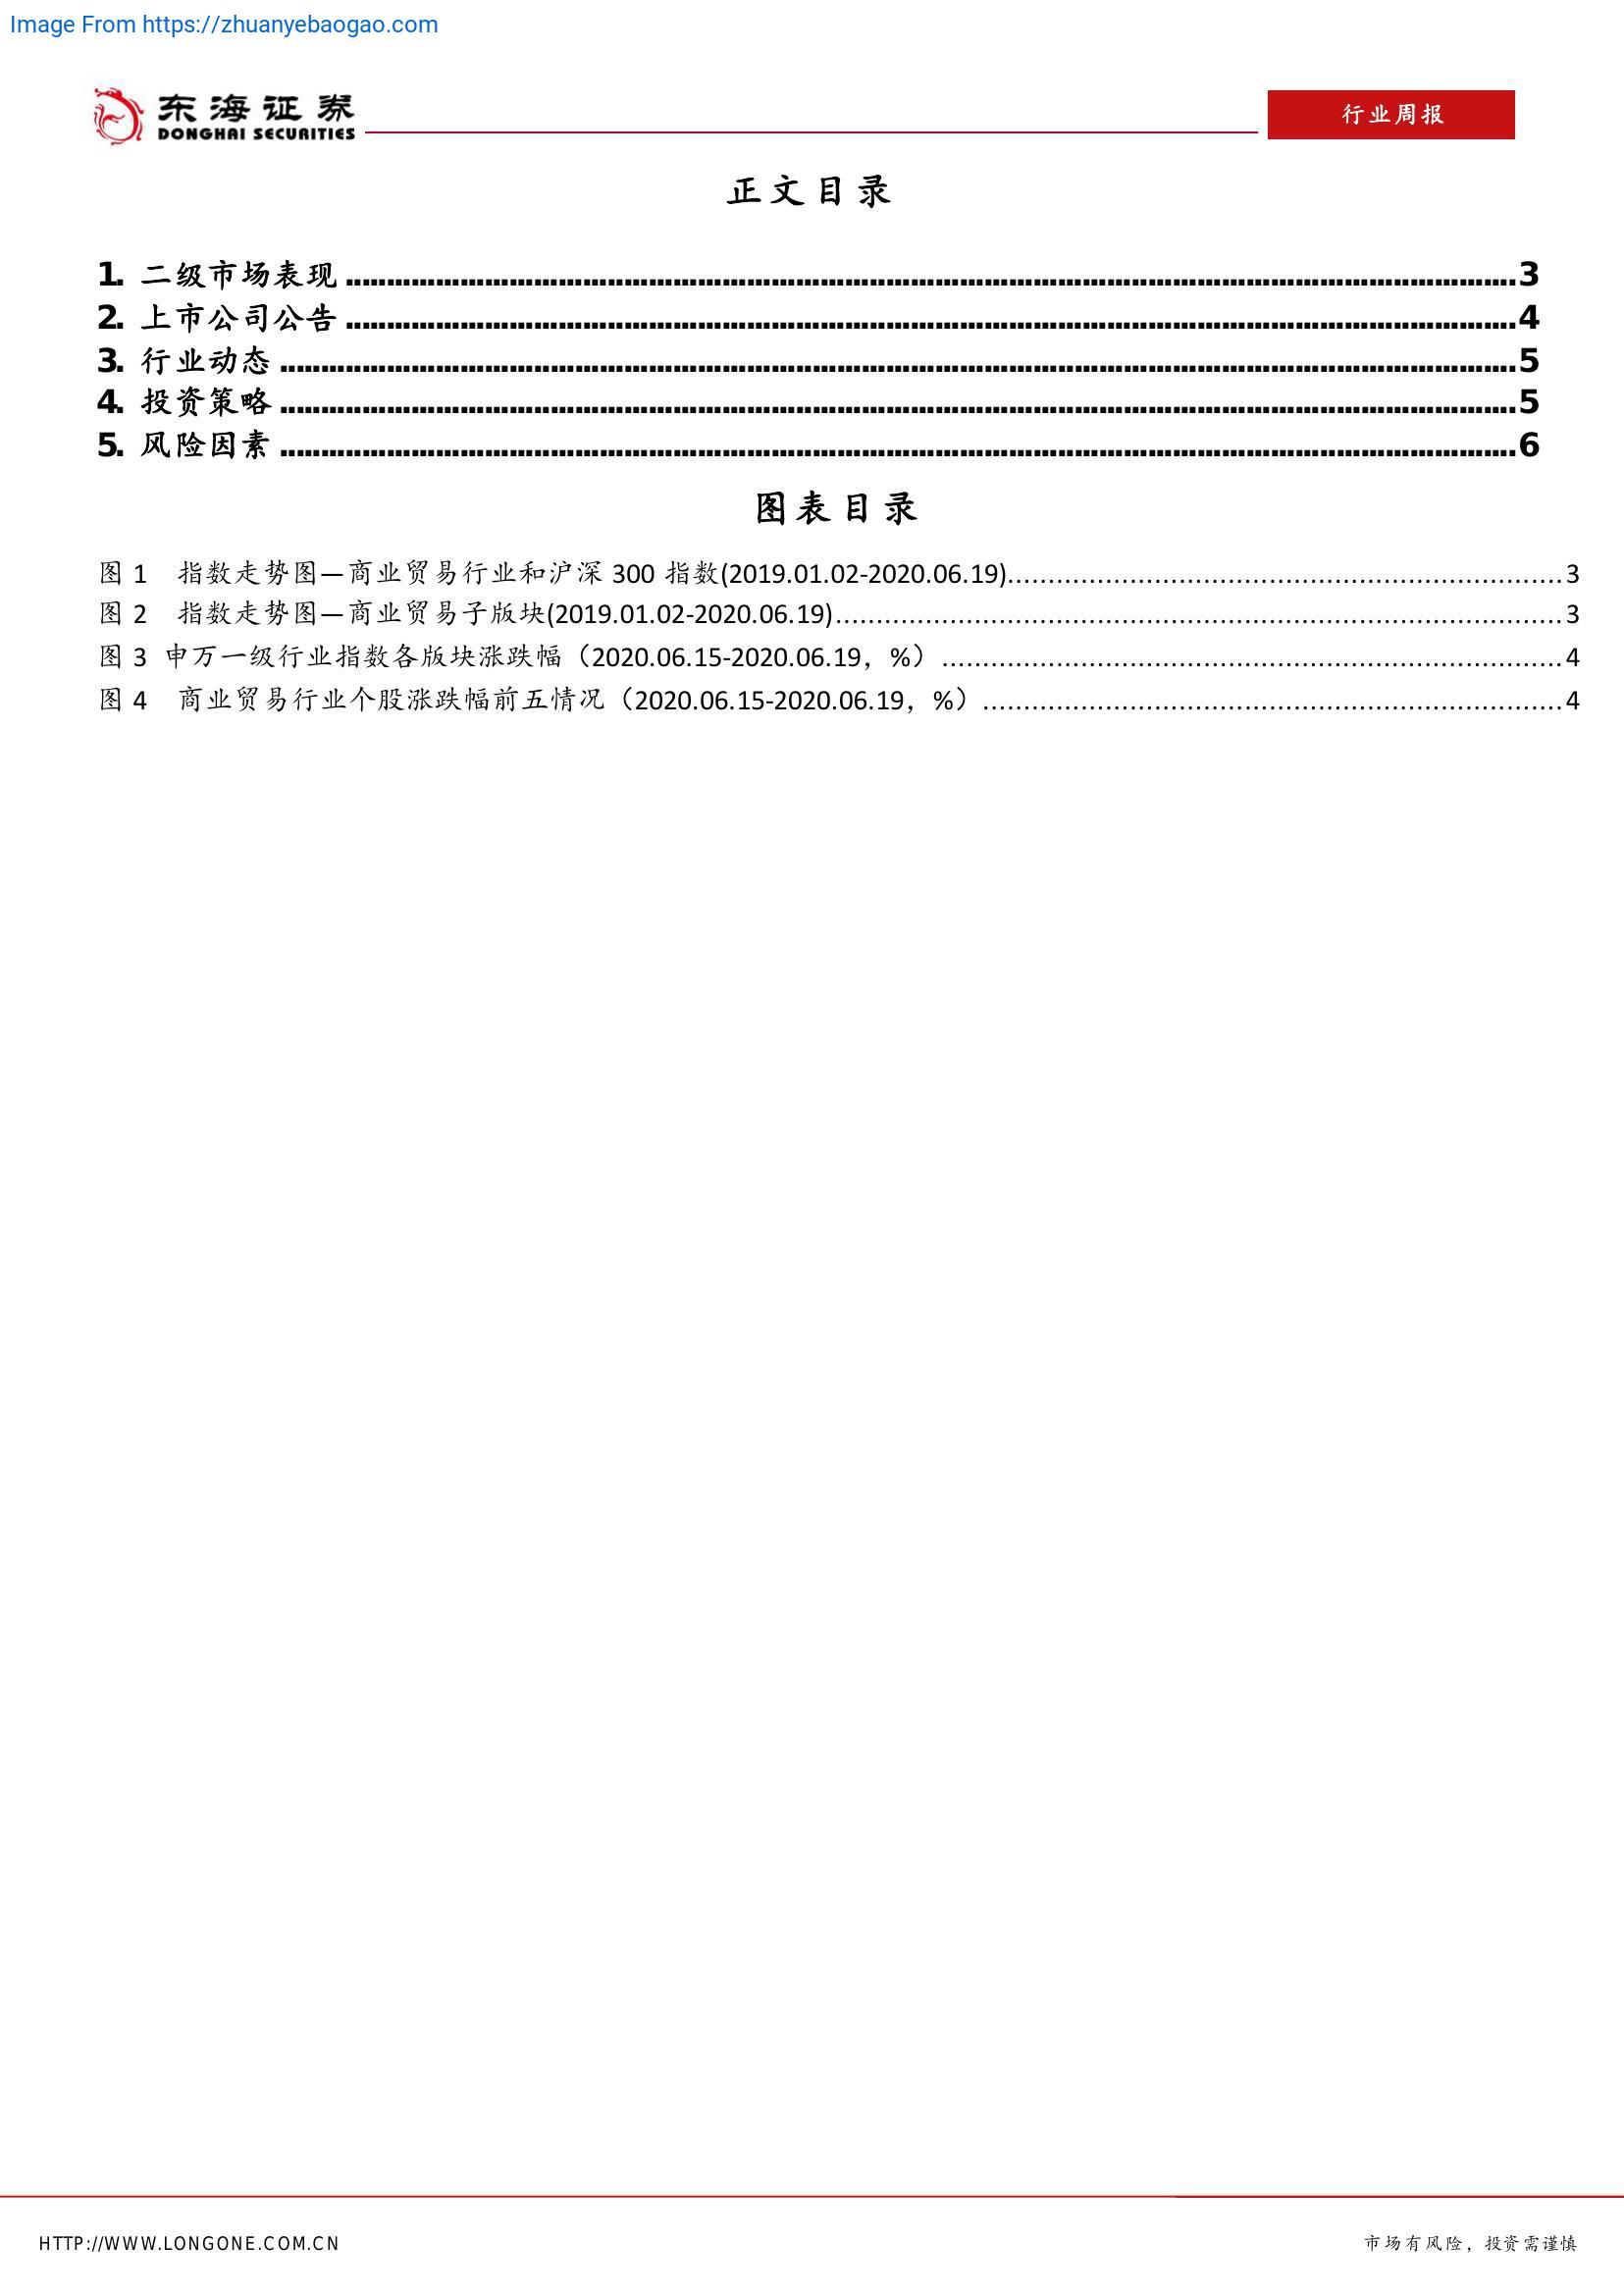 Image From https://zhuanyebaogao.com
东海证券
DONGHAI SECURITIES
行业周报
正文目录
1. 二级市场表现 ........................................ 3
2. 上市公司公告 ........................................ 4
3. 行业动态 ........................................ 5
4. 投资策略 ........................................ 5
5. 风险因素 ........................................ 6
图表目录
图 1 指数走势图—商业贸易行业和沪深 300 指数(2019.01.02-2020.06.19)........................................ 3
图 2 指数走势图—商业贸易子版块(2019.01.02-2020.06.19)........................................ 3
图 3 申万一级行业指数各版块涨跌幅（2020.06.15-2020.06.19，%）........................................ 4
图 4 商业贸易行业个股涨跌幅前五情况（2020.06.15-2020.06.19，%）........................................ 4
HTTP://WWW.LONGONE.COM.CN
市场有风险，投资需谨慎